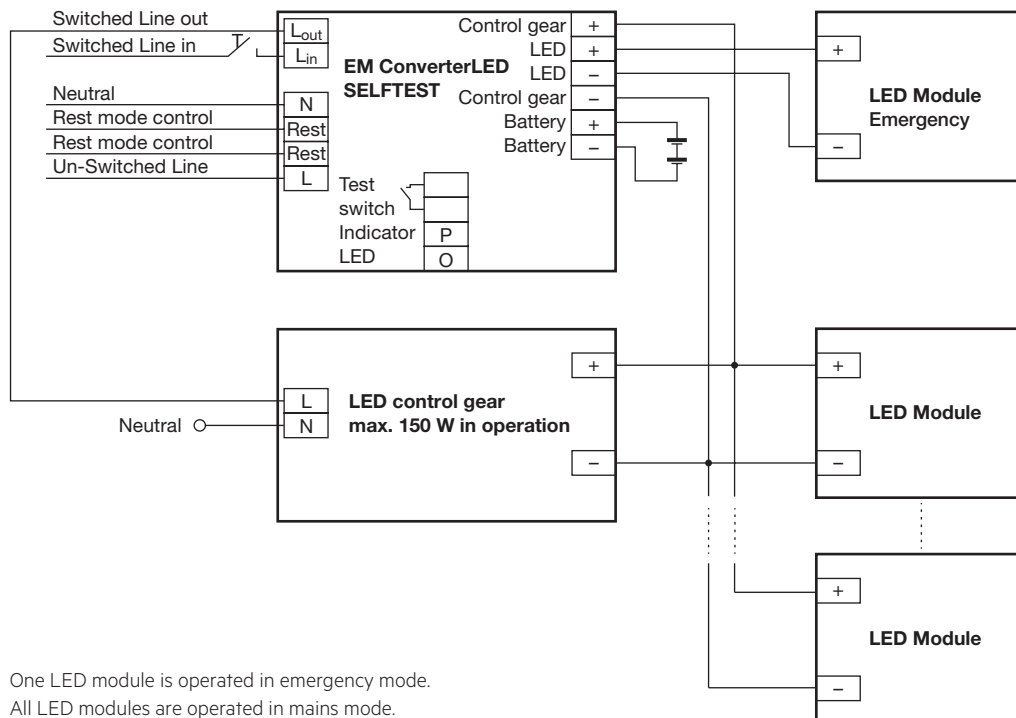 Switched Line out
Switched Line in
Neutral
Rest mode control
Rest mode control
Un-Switched Line
Lout
Lin
N
Rest
Rest
L
EM ConverterLED
SELFTEST
Test
switch
Indicator
LED
P
O
Control gear +
LED +
LED –
Control gear –
Battery +
Battery –
+
–
LED Module
Emergency
L
N
Neutral
LED control gear
max. 150 W in operation
+
–
+
–
LED Module
+
–
LED Module
One LED module is operated in emergency mode.
All LED modules are operated in mains mode.